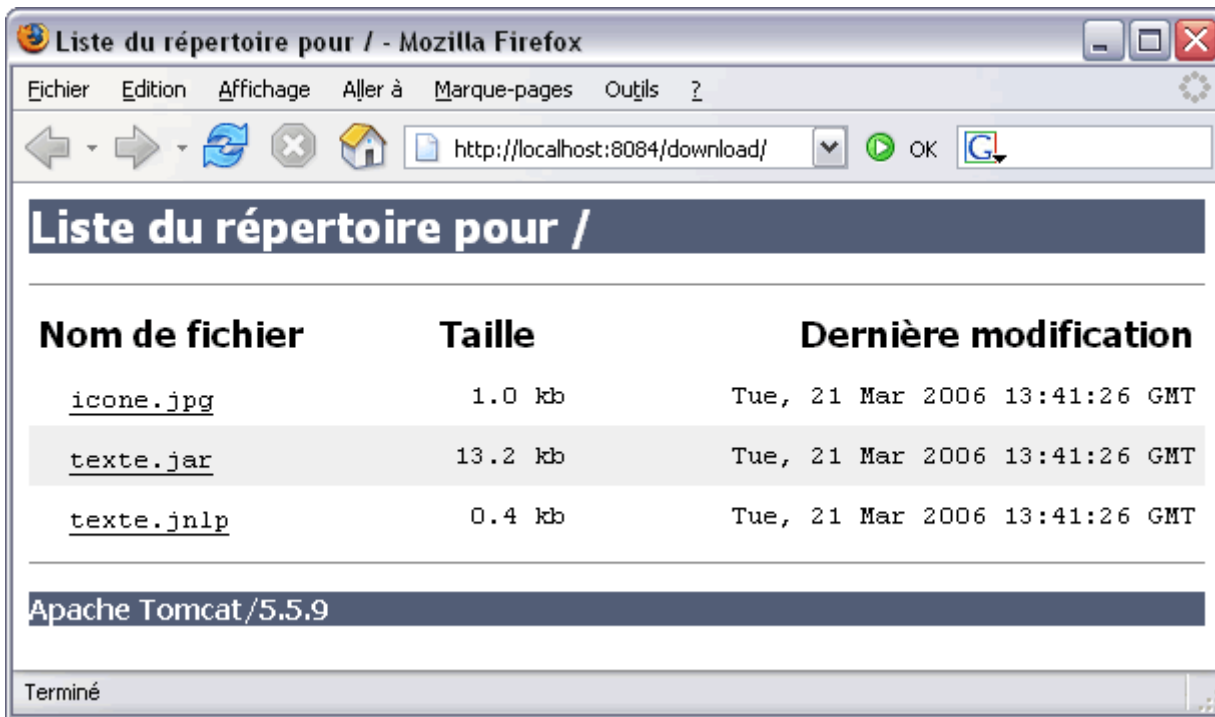 Liste du répertoire pour / - Mozilla Firefox
Fichier Edition Affichage Aller à Marque-pages Outils ?
http://localhost:8084/download/ OK G
Liste du répertoire pour /
Nom de fichier Taille Dernière modification
icone.jpg 1.0 kb Tue, 21 Mar 2006 13:41:26 GMT
texte.jar 13.2 kb Tue, 21 Mar 2006 13:41:26 GMT
texte.jnlp 0.4 kb Tue, 21 Mar 2006 13:41:26 GMT
Apache Tomcat/5.5.9
Terminé